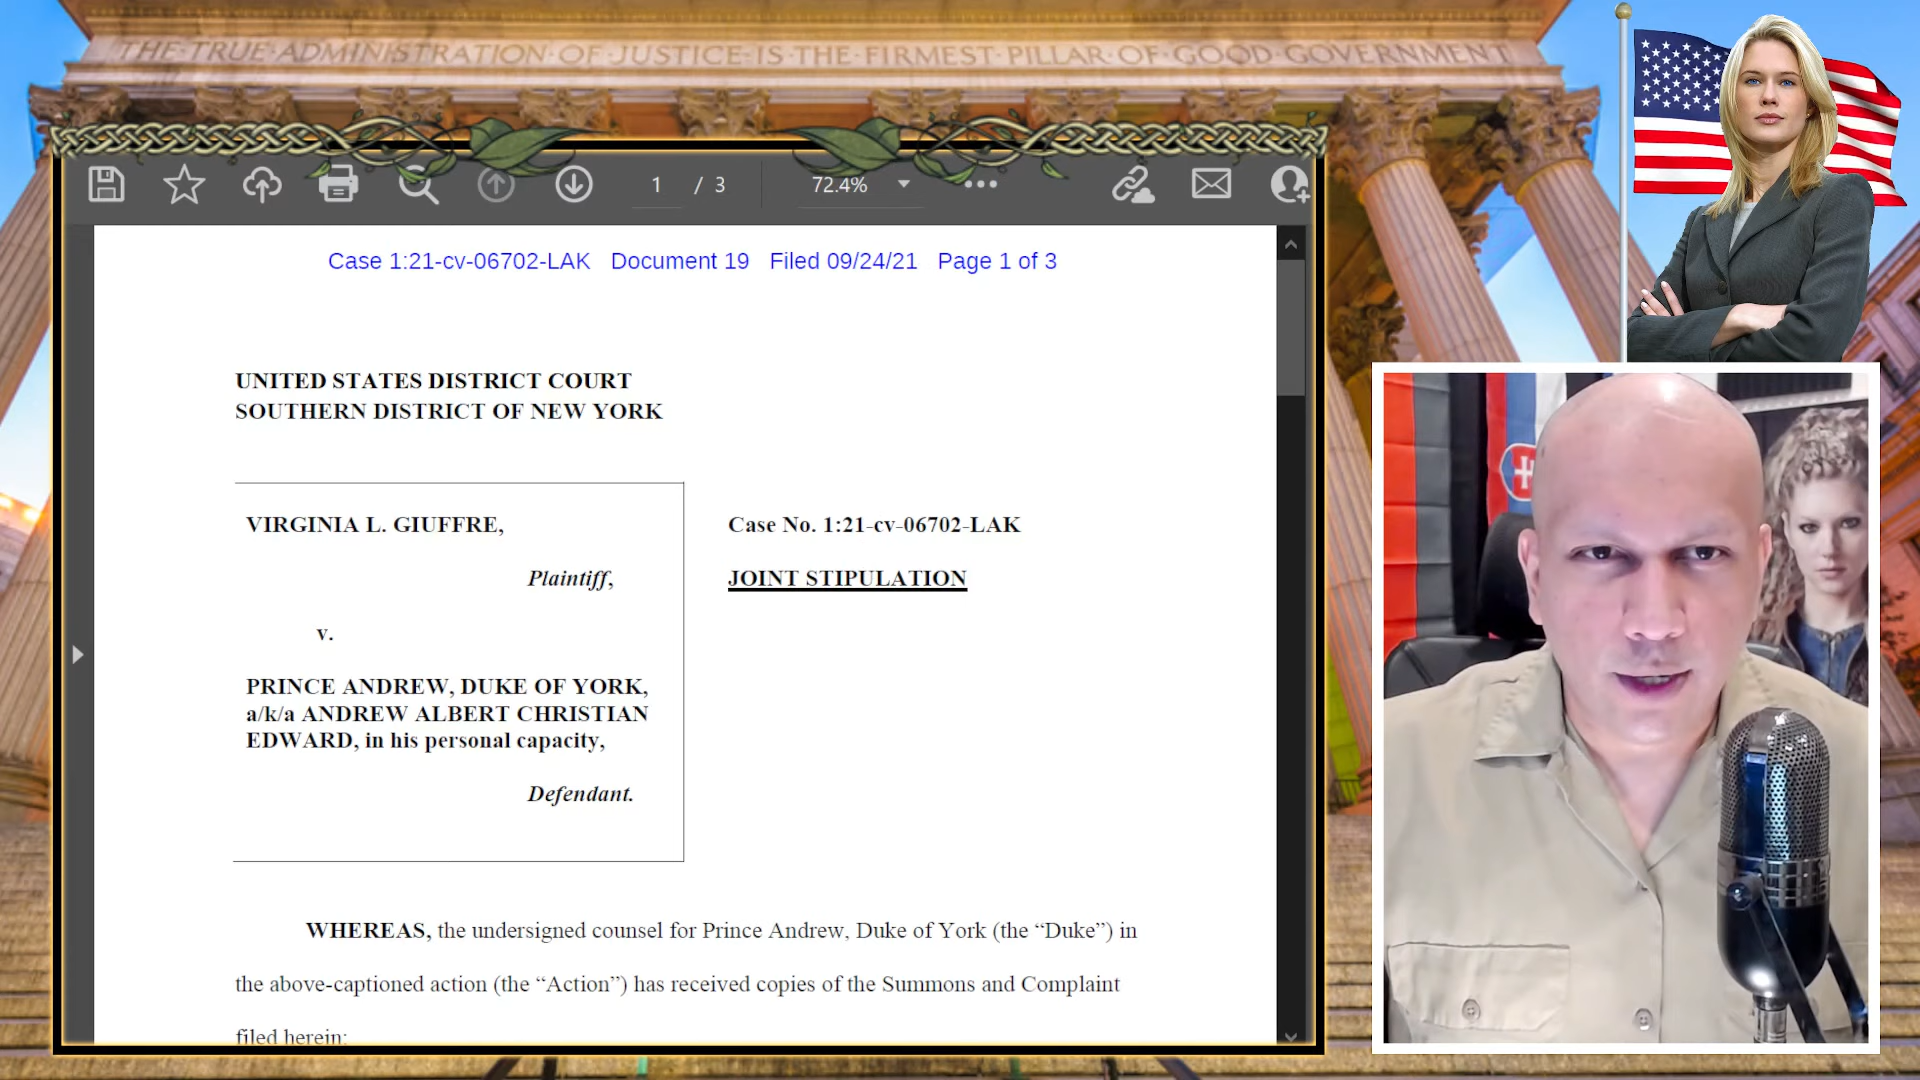 THE·TRUE·ADMINISTRATION·OF·JUSTICE·IS·THE·FIRMEST·PILLAR·OF·GOOD·GOVERNMENT
1 / 3
72.4%
Case 1:21-cv-06702-LAK Document 19 Filed 09/24/21 Page 1 of 3
UNITED STATES DISTRICT COURT
SOUTHERN DISTRICT OF NEW YORK
VIRGINIA L. GIUFFRE,
Plaintiff,
v.
PRINCE ANDREW, DUKE OF YORK,
a/k/a ANDREW ALBERT CHRISTIAN
EDWARD, in his personal capacity,
Defendant.
Case No. 1:21-cv-06702-LAK
JOINT STIPULATION
WHEREAS, the undersigned counsel for Prince Andrew, Duke of York (the “Duke”) in
the above-captioned action (the “Action”) has received copies of the Summons and Complaint
filed herein;